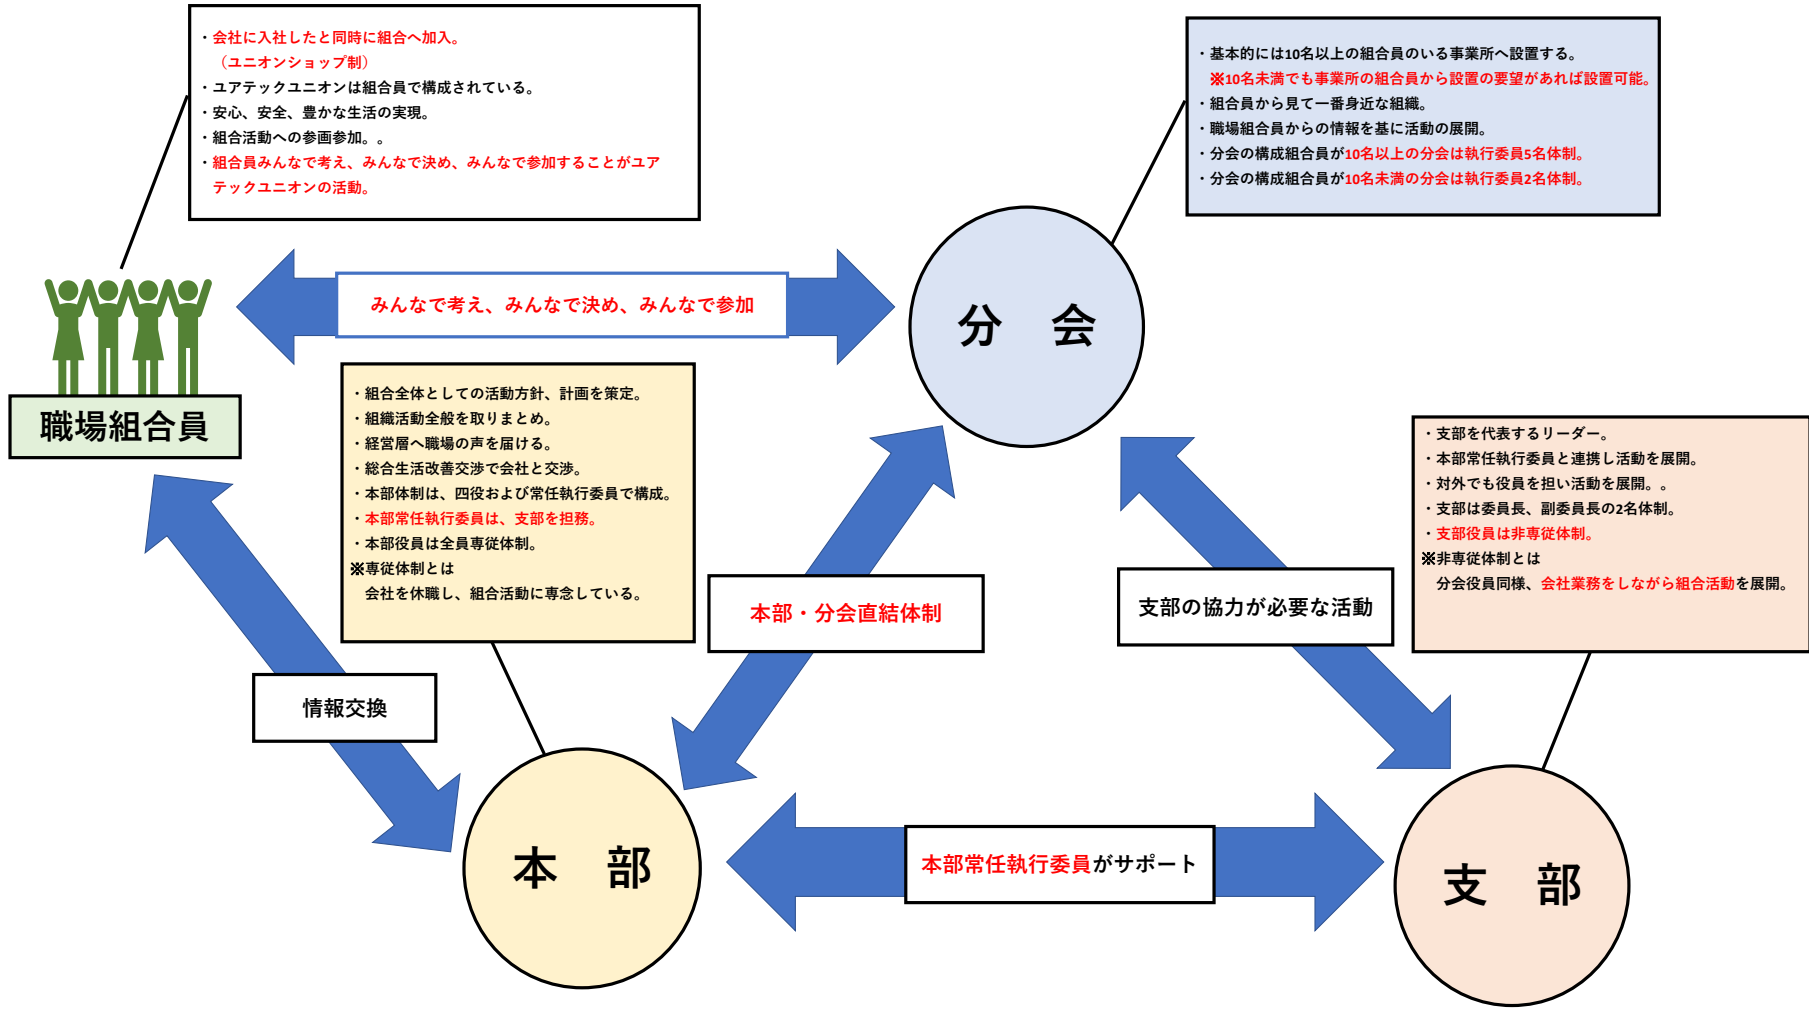 ・会社に入社したと同時に組合へ加入。
（ユニオンショップ制）
・ユアテックユニオンは組合員で構成されている。
・安心、安全、豊かな生活の実現。
・組合活動への参画参加。。
・組合員みんなで考え、みんなで決め、みんなで参加することがユア
テックユニオンの活動。
・基本的には10名以上の組合員のいる事業所へ設置する。
※10名未満でも事業所の組合員から設置の要望があれば設置可能。
・組合員から見て一番身近な組織。
・職場組合員からの情報を基に活動の展開。
・分会の構成組合員が10名以上の分会は執行委員5名体制。
・分会の構成組合員が10名未満の分会は執行委員2名体制。
みんなで考え、みんなで決め、みんなで参加
分　会
職場組合員
・組合全体としての活動方針、計画を策定。
・組織活動全般を取りまとめ。
・経営層へ職場の声を届ける。
・総合生活改善交渉で会社と交渉。
・本部体制は、四役および常任執行委員で構成。
・本部常任執行委員は、支部を担務。
・本部役員は全員専従体制。
※専従体制とは
会社を休職し、組合活動に専念している。
・支部を代表するリーダー。
・本部常任執行委員と連携し活動を展開。
・対外でも役員を担い活動を展開。。
・支部は委員長、副委員長の2名体制。
・支部役員は非専従体制。
※非専従体制とは
分会役員同様、会社業務をしながら組合活動を展開。
本部・分会直結体制
支部の協力が必要な活動
情報交換
本　部
本部常任執行委員がサポート
支　部